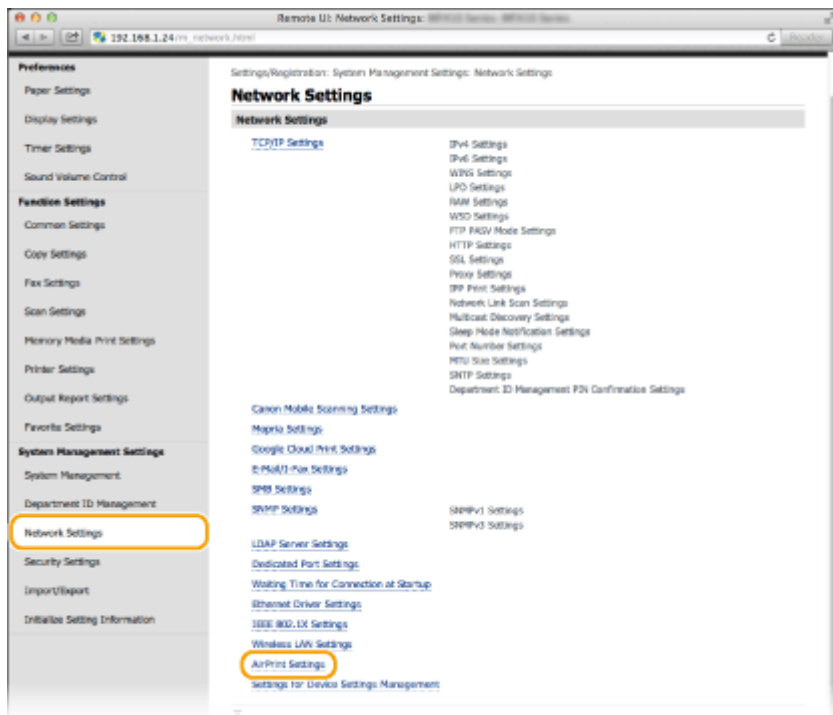 Remote UI: Network Settings:
192.168.1.24/m_network.html
Reader
Preferences
Paper Settings
Display Settings
Timer Settings
Sound Volume Control
Function Settings
Common Settings
Copy Settings
Fax Settings
Scan Settings
Memory Media Print Settings
Printer Settings
Output Report Settings
Favorite Settings
System Management Settings
System Management
Department ID Management
Network Settings
Security Settings
Import/Export
Initialize Setting Information
Settings/Registration: System Management Settings: Network Settings
Network Settings
Network Settings
TCP/IP Settings
IPv4 Settings
IPv6 Settings
WINS Settings
LPD Settings
RAW Settings
WSD Settings
FTP PASV Mode Settings
HTTP Settings
SSL Settings
Proxy Settings
IPP Print Settings
Network Link Scan Settings
Multicast Discovery Settings
Sleep Mode Notification Settings
Port Number Settings
MTU Size Settings
SNTP Settings
Department ID Management PIN Confirmation Settings
Canon Mobile Scanning Settings
Mopria Settings
Google Cloud Print Settings
E-Mail/I-Fax Settings
SMB Settings
SNMP Settings
SNMPv1 Settings
SNMPv3 Settings
LDAP Server Settings
Dedicated Port Settings
Waiting Time for Connection at Startup
Ethernet Driver Settings
IEEE 802.1X Settings
Wireless LAN Settings
AirPrint Settings
Settings for Device Settings Management